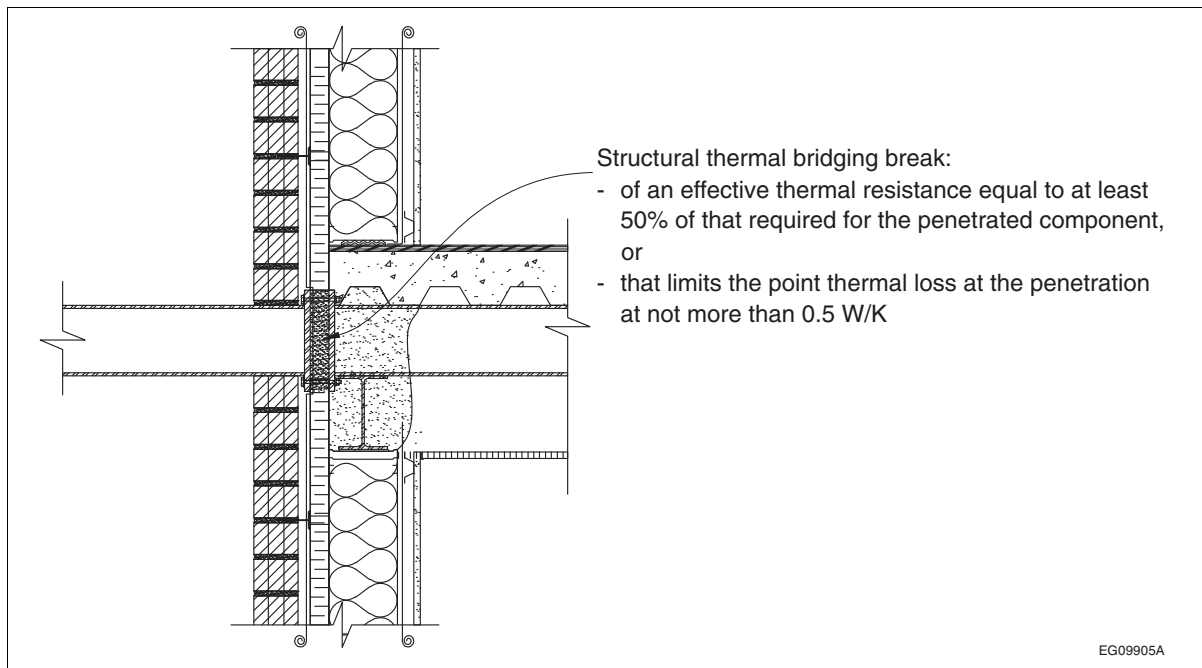 Structural thermal bridging break:
- of an effective thermal resistance equal to at least
50% of that required for the penetrated component,
or
- that limits the point thermal loss at the penetration
at not more than 0.5 W/K
EG09905A